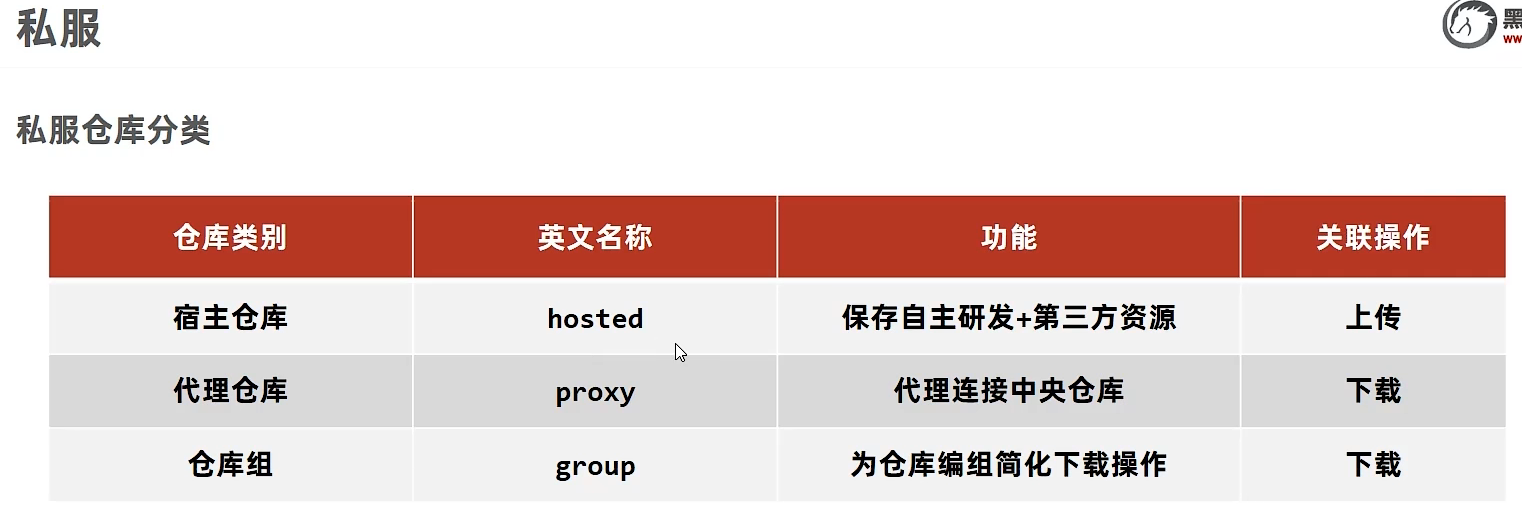 私服
黑
ww
私服仓库分类
仓库类别 英文名称 功能 关联操作
宿主仓库 hosted 保存自主研发+第三方资源 上传
代理仓库 proxy 代理连接中央仓库 下载
仓库组 group 为仓库编组简化下载操作 下载